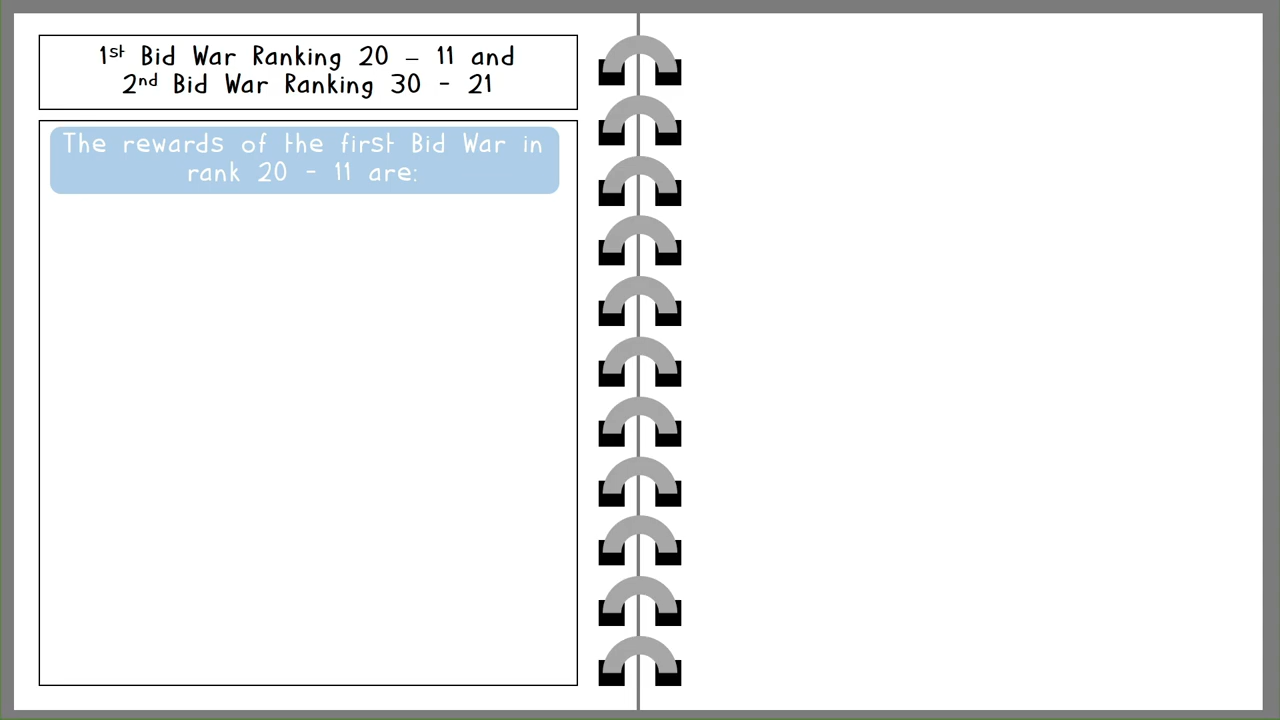 1st Bid War Ranking 20 – 11 and
2nd Bid War Ranking 30 - 21
The rewards of the first Bid War in
rank 20 - 11 are: